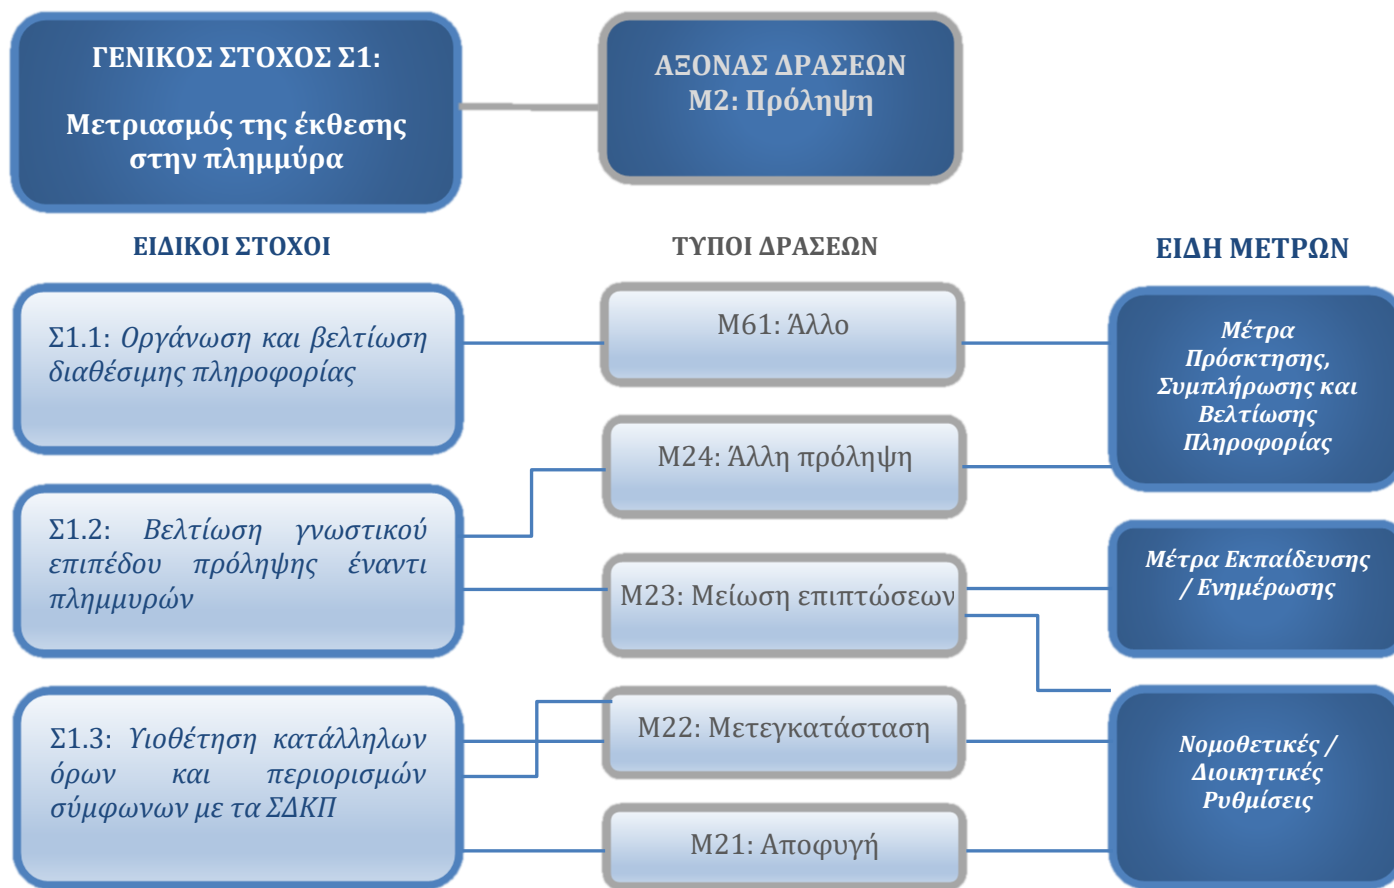 ΓΕΝΙΚΟΣ ΣΤΟΧΟΣ Σ1:
Μετριασμός της έκθεσης
στην πλημμύρα
ΑΞΟΝΑΣ ΔΡΑΣΕΩΝ
Μ2: Πρόληψη
ΕΙΔΙΚΟΙ ΣΤΟΧΟΙ
ΤΥΠΟΙ ΔΡΑΣΕΩΝ
ΕΙΔΗ ΜΕΤΡΩΝ
Σ1.1: Οργάνωση και βελτίωση
διαθέσιμης πληροφορίας
Μ61: Άλλο
Μέτρα
Πρόσκτησης,
Συμπλήρωσης και
Βελτίωσης
Πληροφορίας
Μ24: Άλλη πρόληψη
Σ1.2: Βελτίωση γνωστικού
επιπέδου πρόληψης έναντι
πλημμυρών
Μ23: Μείωση επιπτώσεων
Μέτρα Εκπαίδευσης
/ Ενημέρωσης
Σ1.3: Υιοθέτηση κατάλληλων
όρων και περιορισμών
σύμφωνων με τα ΣΔΚΠ
Μ22: Μετεγκατάσταση
Νομοθετικές /
Διοικητικές
Ρυθμίσεις
Μ21: Αποφυγή